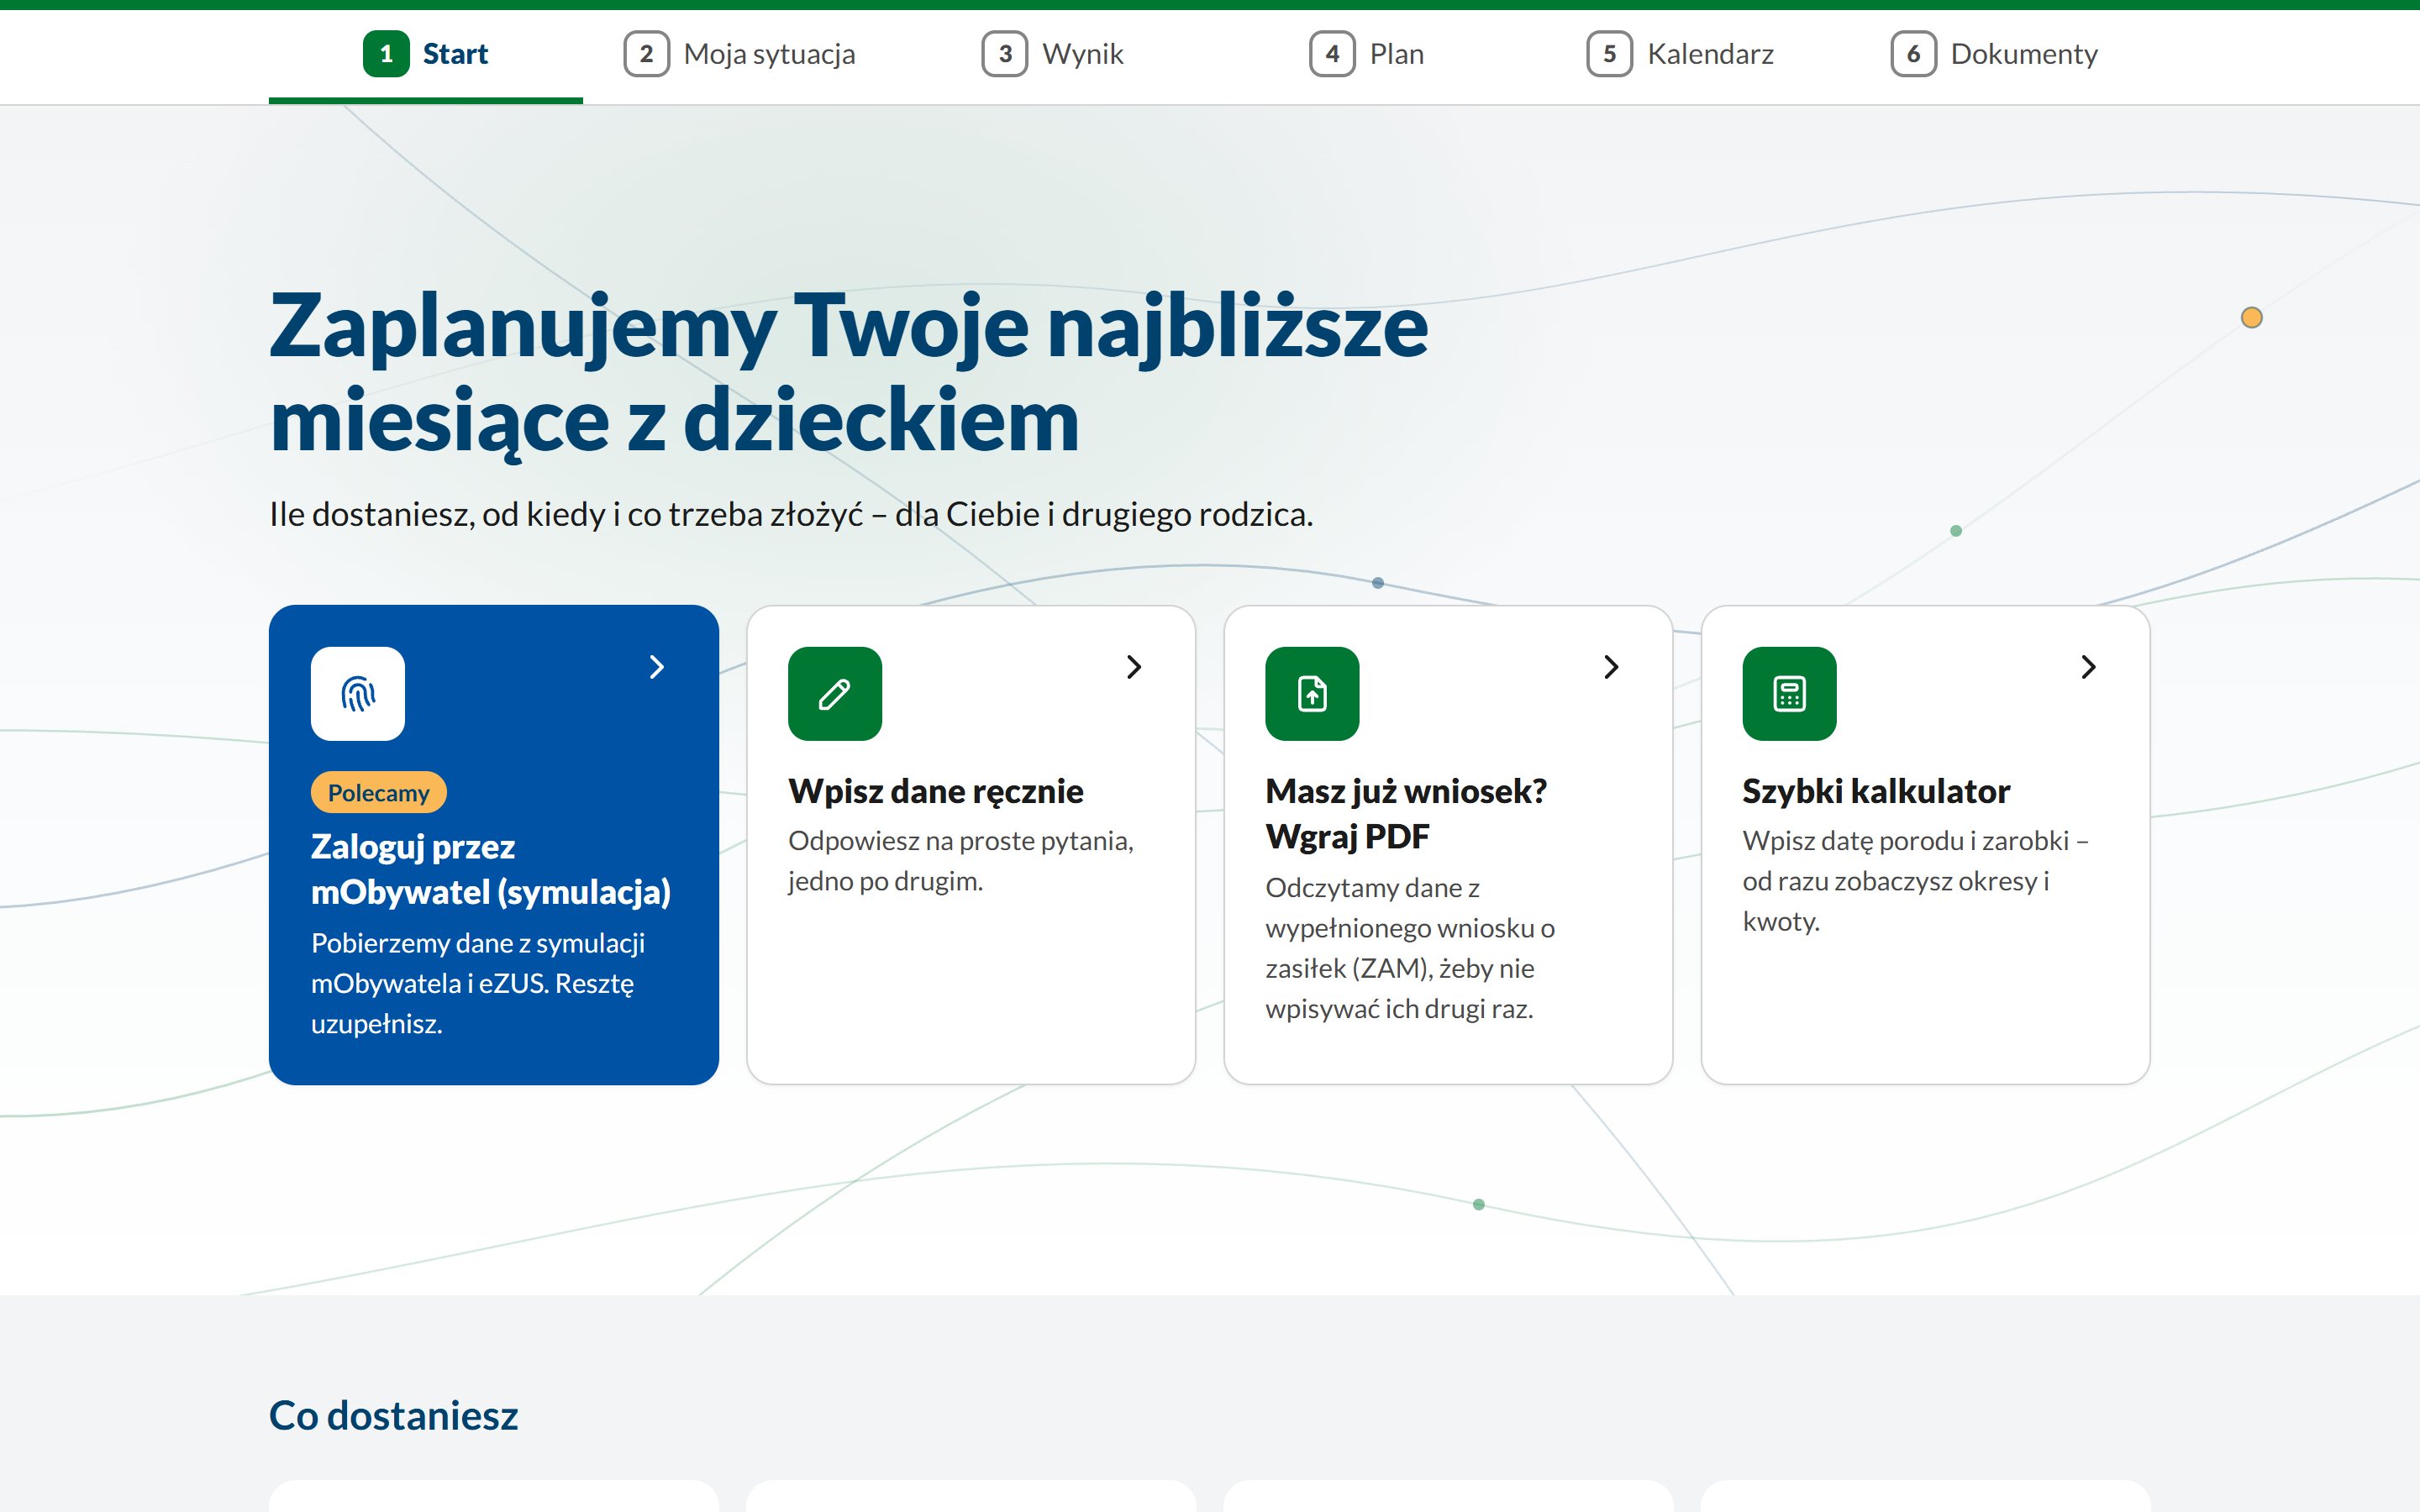 1 Start
2 Moja sytuacja
3 Wynik
4 Plan
5 Kalendarz
6 Dokumenty
Zaplanujemy Twoje najbliższe
miesiące z dzieckiem
Ile dostaniesz, od kiedy i co trzeba złożyć – dla Ciebie i drugiego rodzica.
Polecamy
Zaloguj przez
mObywatel (symulacja)
Pobierzemy dane z symulacji
mObywatela i eZUS. Resztę
uzupełnisz.
Wpisz dane ręcznie
Odpowiesz na proste pytania,
jedno po drugim.
Masz już wniosek?
Wgraj PDF
Odczytamy dane z
wypełnionego wniosku o
zasiłek (ZAM), żeby nie
wpisywać ich drugi raz.
Szybki kalkulator
Wpisz datę porodu i zarobki –
od razu zobaczysz okresy i
kwoty.
Co dostaniesz